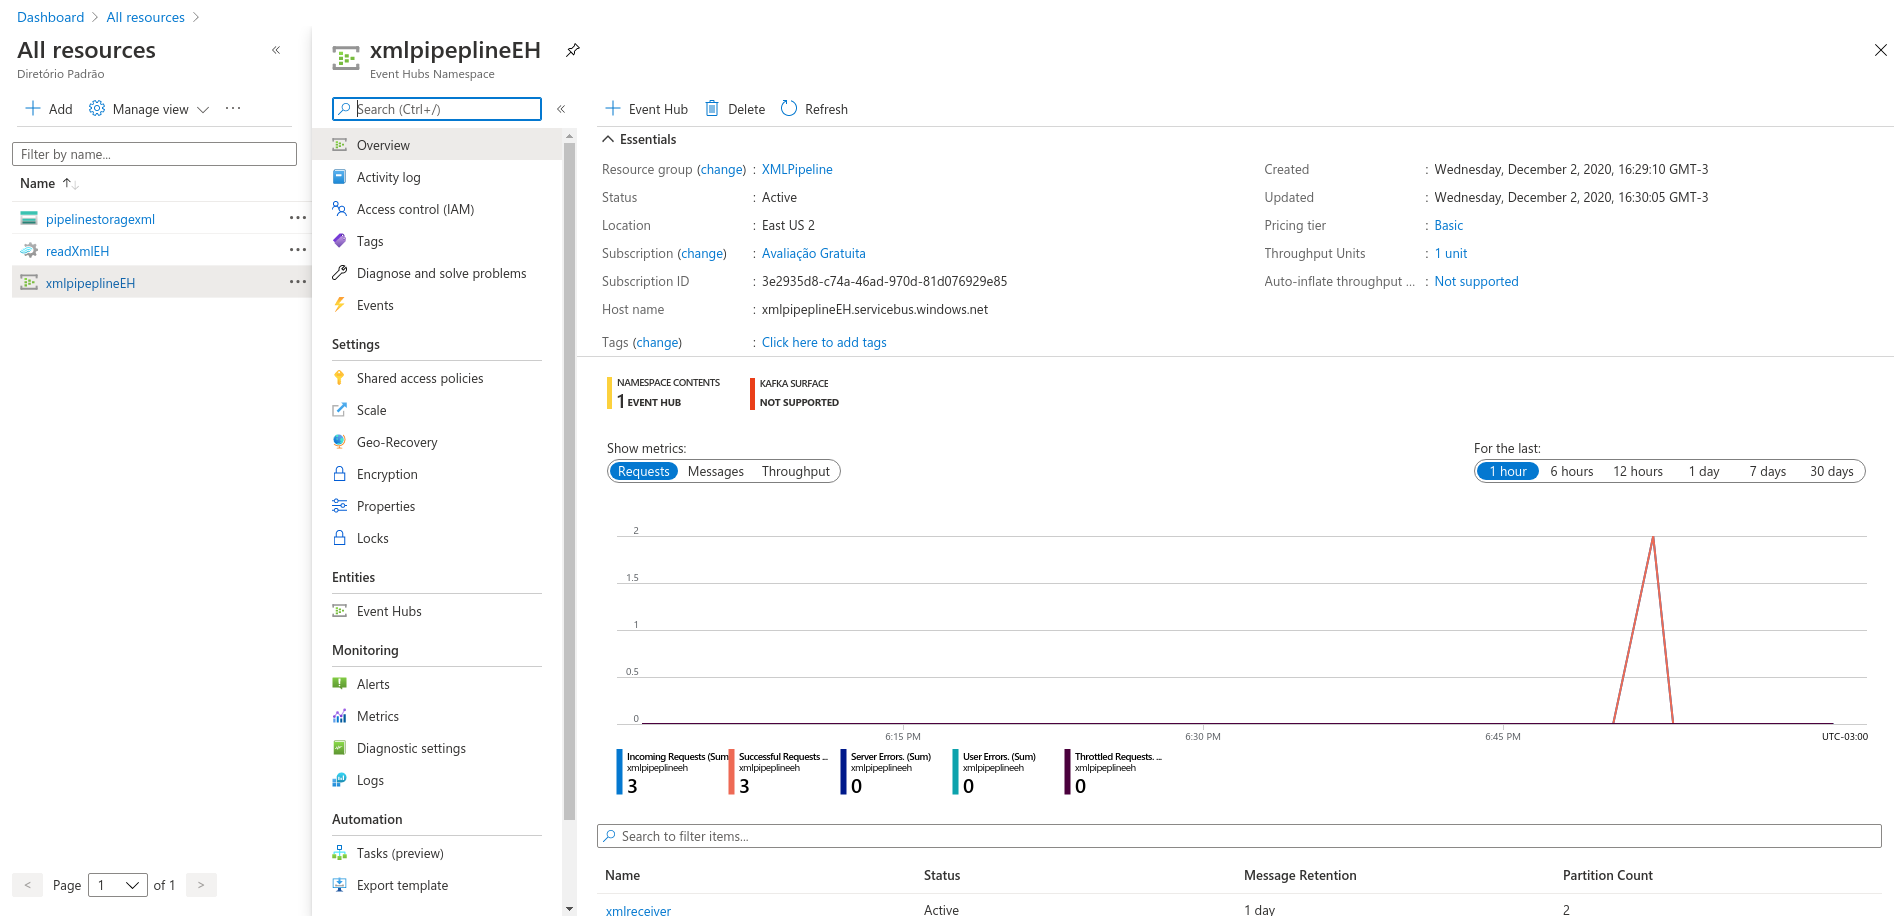 Dashboard > All resources >
All resources
Diretório Padrão
«
Add
Manage view
...
Filter by name...
Name ↑↓
pipelinestoragexml ...
readXmlEH ...
xmlpipeplineEH ...
< Page 1 of 1 >
xmlpipeplineEH
Event Hubs Namespace
Search (Ctrl+/)
«
Overview
Activity log
Access control (IAM)
Tags
Diagnose and solve problems
Events
Settings
Shared access policies
Scale
Geo-Recovery
Encryption
Properties
Locks
Entities
Event Hubs
Monitoring
Alerts
Metrics
Diagnostic settings
Logs
Automation
Tasks (preview)
Export template
Event Hub
Delete
Refresh
Essentials
Resource group (change) : XMLPipeline
Status : Active
Location : East US 2
Subscription (change) : Avaliação Gratuita
Subscription ID : 3e2935d8-c74a-46ad-970d-81d076929e85
Host name : xmlpipeplineEH.servicebus.windows.net
Tags (change) : Click here to add tags
Created : Wednesday, December 2, 2020, 16:29:10 GMT-3
Updated : Wednesday, December 2, 2020, 16:30:05 GMT-3
Pricing tier : Basic
Throughput Units : 1 unit
Auto-inflate throughput ... : Not supported
NAMESPACE CONTENTS
1 EVENT HUB
KAFKA SURFACE
NOT SUPPORTED
Show metrics:
Requests Messages Throughput
For the last:
1 hour 6 hours 12 hours 1 day 7 days 30 days
2
1.5
1
0.5
0
6:15 PM 6:30 PM 6:45 PM UTC-03:00
Incoming Requests (Sum)
xmlpipeplineeh
3
Successful Requests ...
xmlpipeplineeh
3
Server Errors. (Sum)
xmlpipeplineeh
0
User Errors. (Sum)
xmlpipeplineeh
0
Throttled Requests. ...
xmlpipeplineeh
0
Search to filter items...
Name Status Message Retention Partition Count
xmlreceiver Active 1 day 2